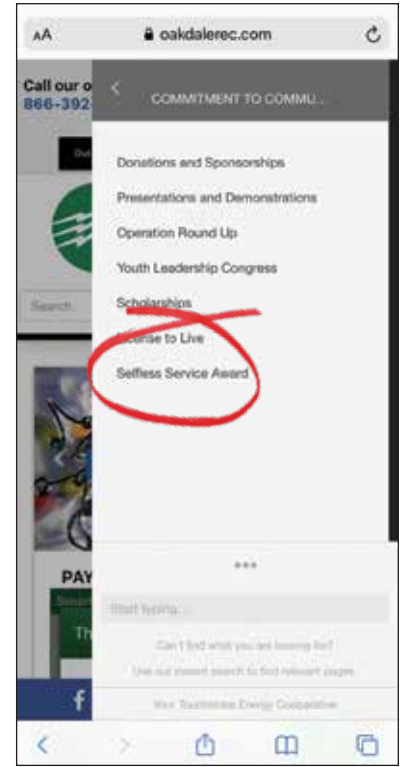 AA
oakdalerec.com
Call our o
866-392
COMMITMENT TO COMMU...
Donations and Sponsorships
Presentations and Demonstrations
Operation Round Up
Youth Leadership Congress
Scholarships
License to Live
Selfless Service Award
Search
PAY
Th
Start typing...
Can't find what you are looking for?
Use our instant search to find relevant pages
Your Touchstone Energy Cooperative